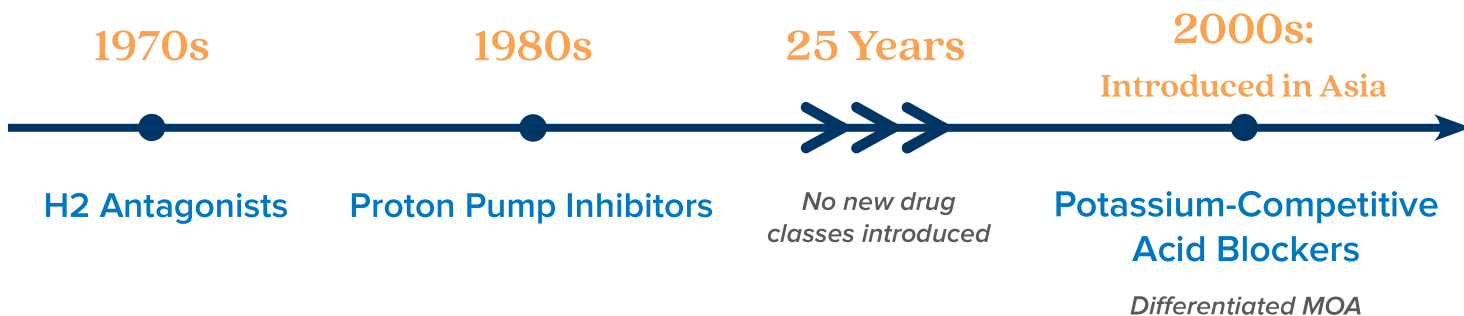 1970s
H2 Antagonists
1980s
Proton Pump Inhibitors
25 Years
No new drug
classes introduced
2000s:
Introduced in Asia
Potassium-Competitive
Acid Blockers
Differentiated MOA